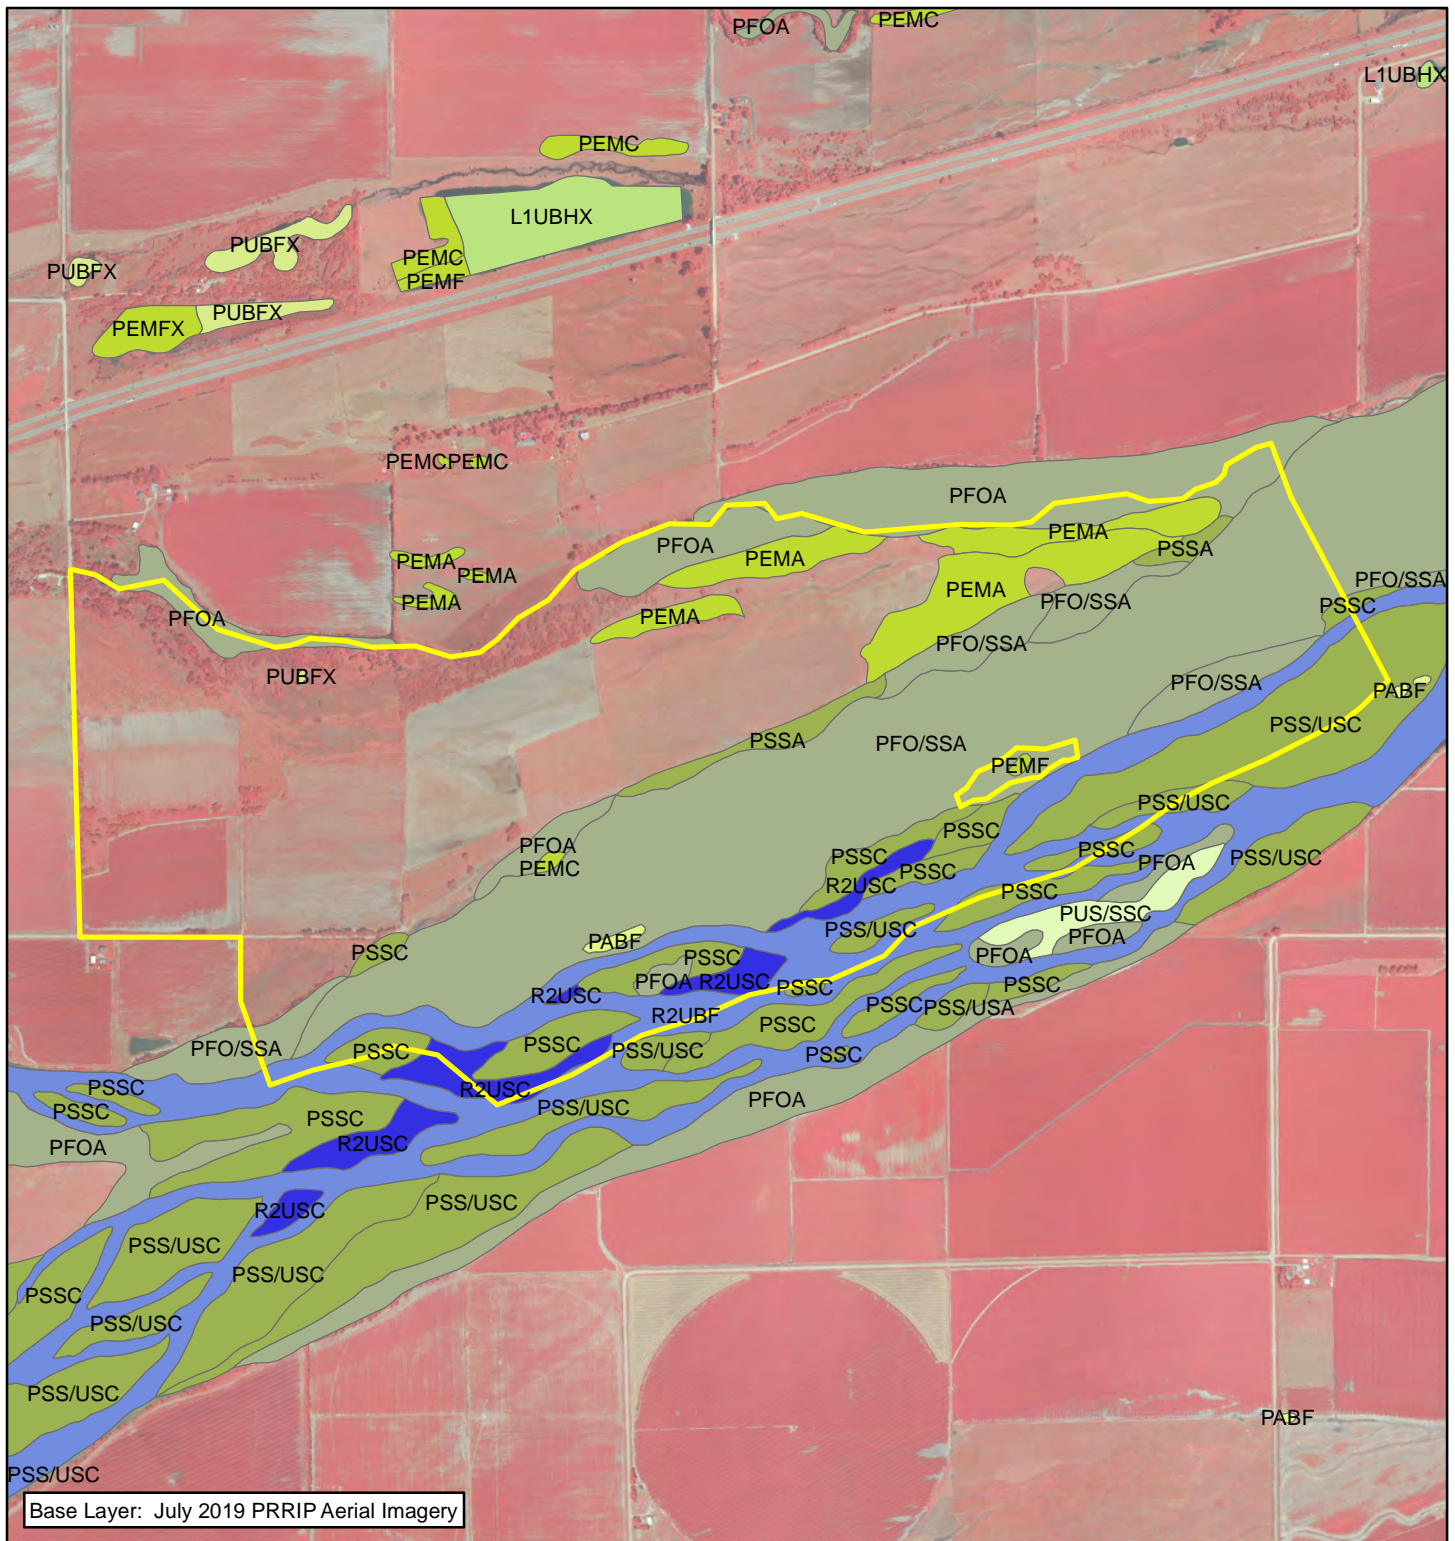 PFOA
PEMC
L1UBHX
PEMC
L1UBHX
PUBFX
PEMC
PUBFX
PEMF
PUBFX
PEMFX
PEMCPEMC
PFOA
PEMA
PFOA
PSSA
PEMA
PEMA
PEMA
PFO/SSA
PEMA
PFO/SSA
PEMA
PSSC
PFOA
PEMA
PFO/SSA
PUBFX
PFO/SSA
PABF
PSS/USC
PSSA
PFO/SSA
PEMF
PSS/USC
PSSC
PFOA
PSSC
PSSC
PSS/USC
PFOA
PEMC
PSSC
R2USC
PSSC
PUS/SSC
PSS/USC
PFOA
PABF
PSSC
PSSC
PFOA
PFOA
R2USC
PSSC
PSSC
R2USC
PSSC
PSS/USA
R2UBF
PSSC
PSSC
PSSC
PFO/SSA
PSS/USC
PSSC
PSSC
R2USC
PFOA
PSSC
PSS/USC
PSSC
R2USC
PFOA
PSS/USC
R2USC
PSS/USC
PSS/USC
PSSC
PSS/USC
PSS/USC
PABF
PSS/USC
Base Layer: July 2019 PRRIP Aerial Imagery